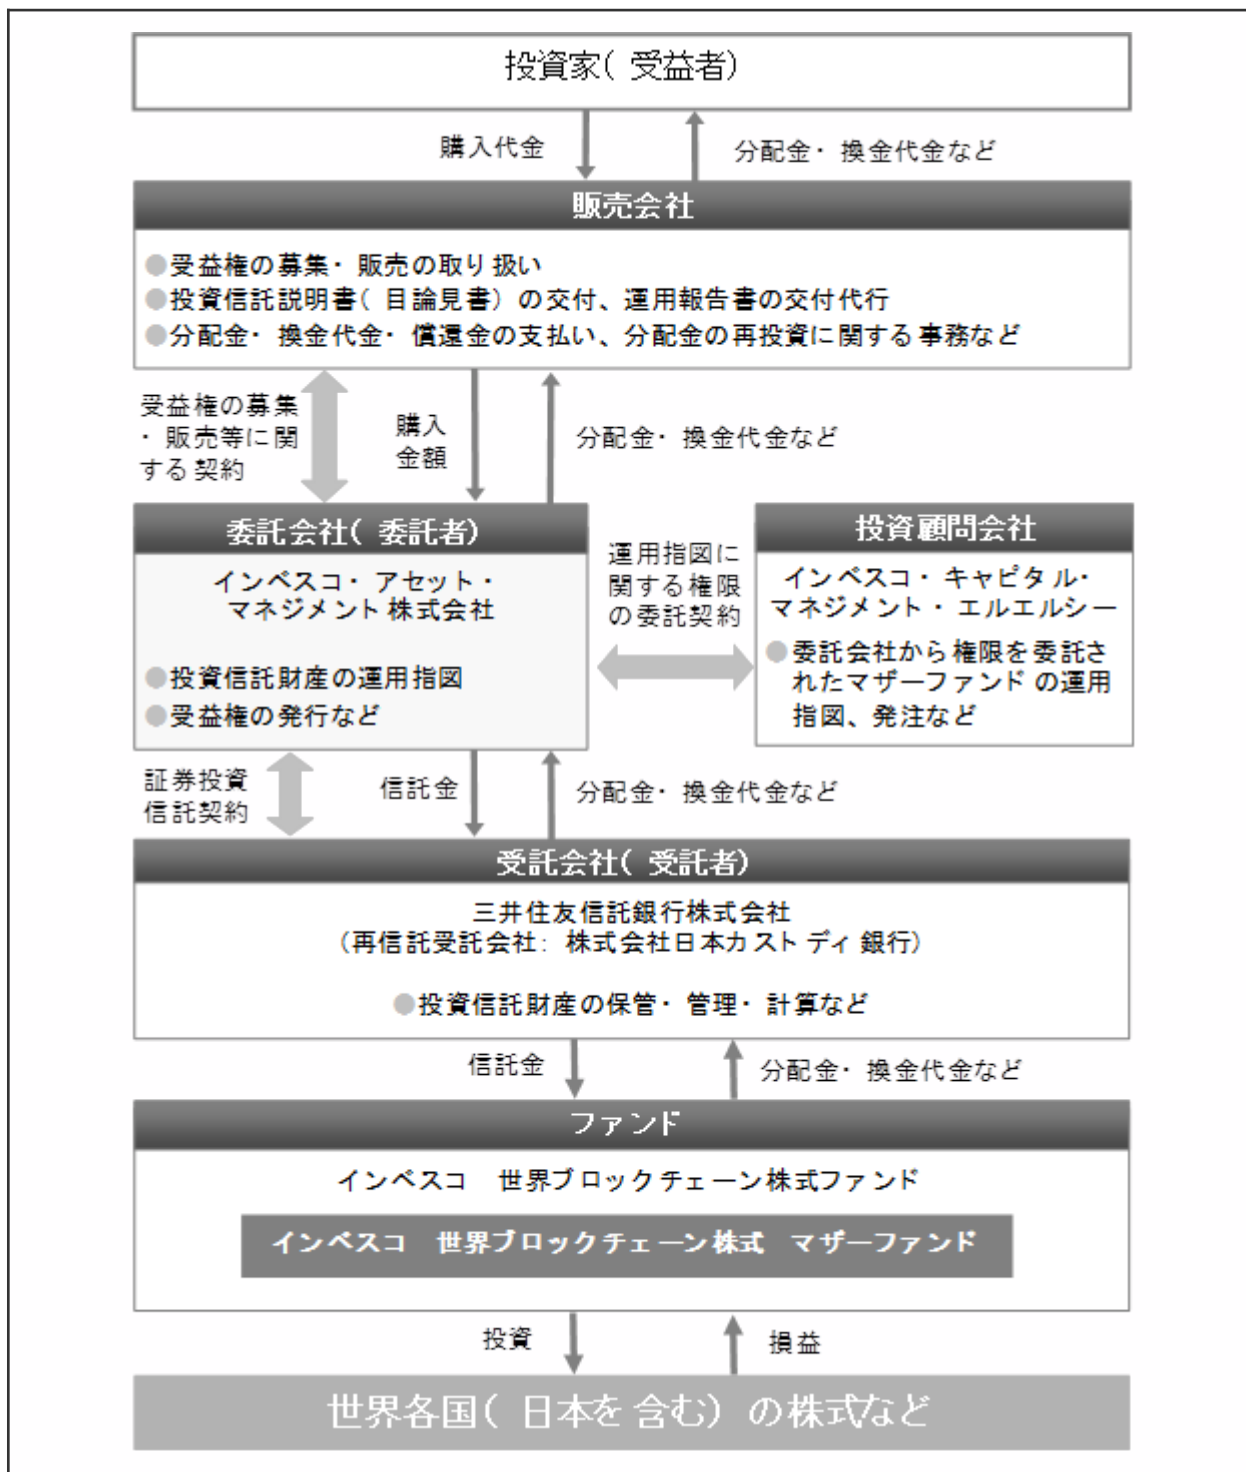 投資家(受益者)
購入代金
分配金・換金代金など
販売会社
●受益権の募集・販売の取り扱い
●投資信託説明書(目論見書)の交付、運用報告書の交付代行
●分配金・換金代金・償還金の支払い、分配金の再投資に関する事務など
受益権の募集
・販売等に関
する契約
購入
金額
分配金・換金代金など
委託会社(委託者)
インベスコ・アセット・
マネジメント株式会社
●投資信託財産の運用指図
●受益権の発行など
運用指図に
関する権限
の委託契約
投資顧問会社
インベスコ・キャピタル・
マネジメント・エルエルシー
●委託会社から権限を委託さ
れたマザーファンドの運用
指図、発注など
証券投資
信託契約
信託金
分配金・換金代金など
受託会社(受託者)
三井住友信託銀行株式会社
(再信託受託会社:株式会社日本カストディ銀行)
●投資信託財産の保管・管理・計算など
信託金
分配金・換金代金など
ファンド
インベスコ 世界ブロックチェーン株式ファンド
インベスコ 世界ブロックチェーン株式 マザーファンド
投資
損益
世界各国(日本を含む)の株式など